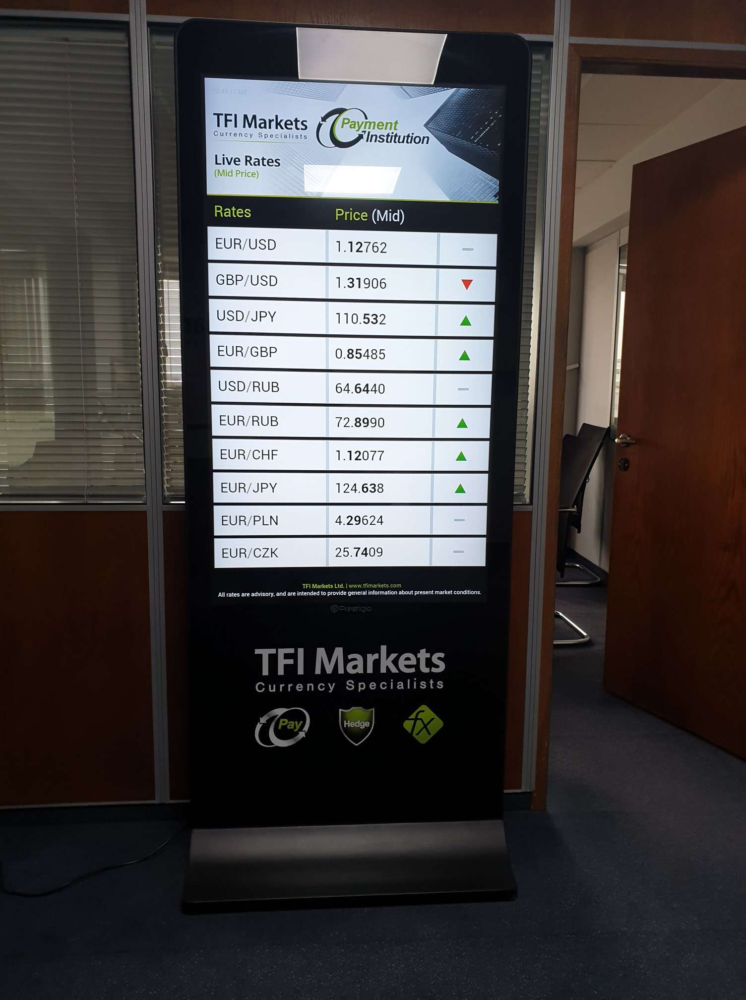 10:49:11 AM
TFI Markets
Currency Specialists
Payment
Institution
Live Rates
(Mid Price)
Rates Price (Mid)
EUR/USD 1.12762
GBP/USD 1.31906
USD/JPY 110.532
EUR/GBP 0.85485
USD/RUB 64.6440
EUR/RUB 72.8990
EUR/CHF 1.12077
EUR/JPY 124.638
EUR/PLN 4.29624
EUR/CZK 25.7409
TFI Markets Ltd. | www.tfimarkets.com
All rates are advisory, and are intended to provide general information about present market conditions.
Prestigio
TFI Markets
Currency Specialists
Pay Hedge fx